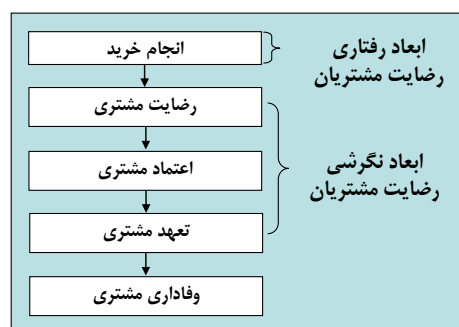 انجام خرید
ابعاد رفتاری
رضایت مشتریان
رضایت مشتری
اعتماد مشتری
ابعاد نگرشی
رضایت مشتریان
تعهد مشتری
وفاداری مشتری